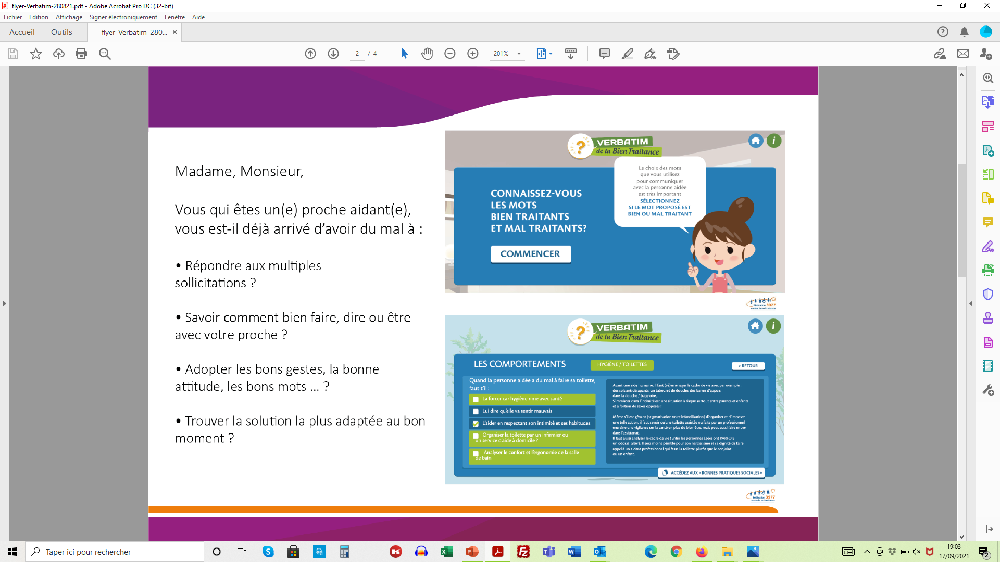 flyer-Verbatim-280821.pdf - Adobe Acrobat Pro DC (32-bit)
Fichier Edition Affichage Signer électroniquement Fenêtre Aide
Accueil Outils flyer-Verbatim-280... ×
2 / 4 201%
Madame, Monsieur,
Vous qui êtes un(e) proche aidant(e),
vous est-il déjà arrivé d'avoir du mal à :
• Répondre aux multiples
sollicitations ?
• Savoir comment bien faire, dire ou être
avec votre proche ?
• Adopter les bons gestes, la bonne
attitude, les bons mots ... ?
• Trouver la solution la plus adaptée au bon
moment ?
? VERBATIM
de la Bien Traitance
i
Le choix des mots
que vous utilisez
pour communiquer
avec la personne aidée
est très important
SÉLECTIONNEZ
SI LE MOT PROPOSÉ EST
BIEN OU MAL TRAITANT
CONNAISSEZ-VOUS
LES MOTS
BIEN TRAITANTS
ET MAL TRAITANTS?
COMMENCER
Fédération 3977
contre la maltraitance
? VERBATIM
de la Bien Traitance
i
LES COMPORTEMENTS
HYGIÈNE / TOILETTES
< RETOUR
Quand la personne aidée a du mal à faire sa toilette,
faut t'il :
La forcer car hygiène rime avec santé
Lui dire qu'elle va sentir mauvais
L'aider en respectant son intimité et ses habitudes
Organiser la toilette par un infirmier ou
un service d'aide à domicile ?
Analyser le confort et l'ergonomie de la salle
de bain
Avant une aide humaine, il faut (ré)aménager le cadre de vie avec par exemple :
des sols antidérapants, un tabouret de douche, des barres d'appuis
dans la douche / baignoire, ...
S'immiscer dans l'intimité est une situation à risque surtout entre parents et enfants
et a fortiori de sexes opposés !
Même s'il est gênant (stigmatisation voire infantilisation) d'organiser et d'imposer
une telle action, il faut savoir qu'une toilette assistée ou faite par un professionnel
entraîne une vigilance sur la santé en plus du bien-être, mais peut aussi faire entrer
dans l'assistanat.
Il faut aussi analyser le cadre de vie ! Enfin les personnes âgées ont PARFOIS
un odorat altéré. Il sera moins pénible pour son narcissisme et sa dignité de faire
appel à un aidant professionnel qui fasse la toilette plutôt que le conjoint
ou un enfant.
ACCÉDEZ AUX «BONNES PRATIQUES SOCIALES»
Fédération 3977
contre la maltraitance
Taper ici pour rechercher
19:03
17/09/2021
2